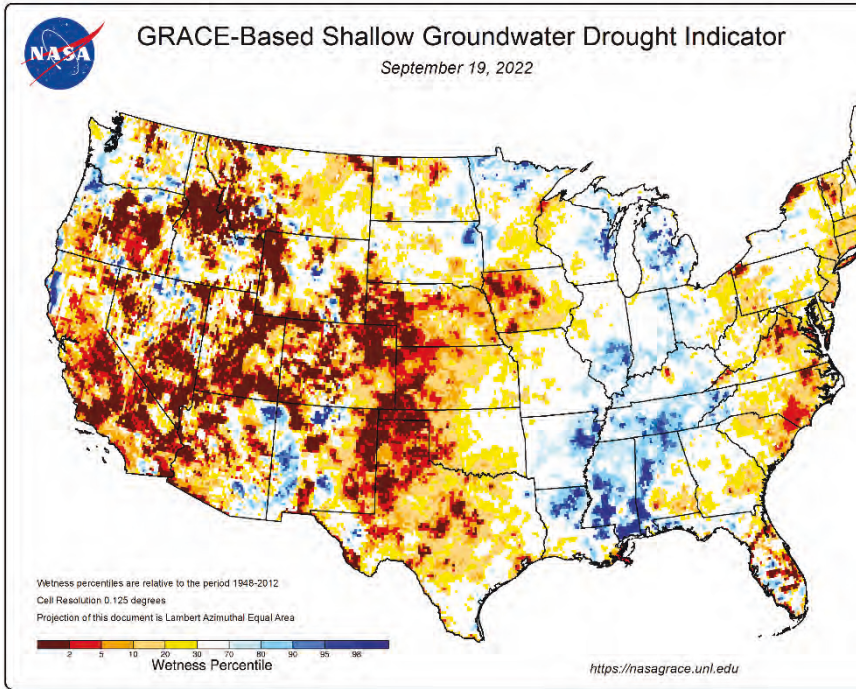 NASA
GRACE-Based Shallow Groundwater Drought Indicator
September 19, 2022
Wetness percentiles are relative to the period 1948-2012
Cell Resolution 0.125 degrees
Projection of this document is Lambert Azimuthal Equal Area
2 5 10 20 30 70 80 90 95 98
Wetness Percentile
https://nasagrace.unl.edu